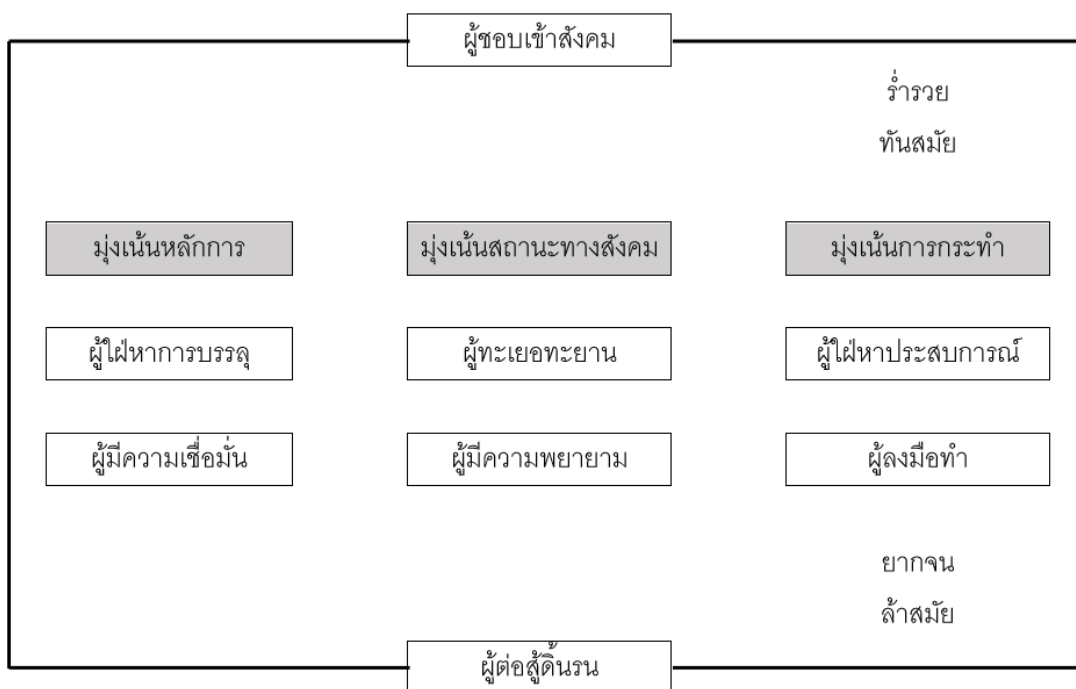 ผู้ชอบเข้าสังคม
ร่ำรวย
ทันสมัย
มุ่งเน้นหลักการ
มุ่งเน้นสถานะทางสังคม
มุ่งเน้นการกระทำ
ผู้ใฝ่หาการบรรลุ
ผู้ทะเยอทะยาน
ผู้ใฝ่หาประสบการณ์
ผู้มีความเชื่อมั่น
ผู้มีความพยายาม
ผู้ลงมือทำ
ยากจน
ล้าสมัย
ผู้ต่อสู้ดิ้นรน